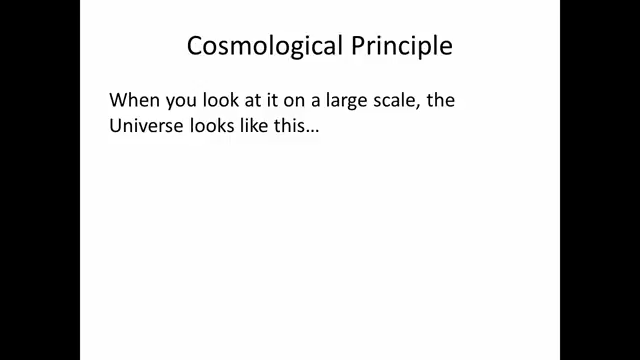 Cosmological Principle
When you look at it on a large scale, the
Universe looks like this…